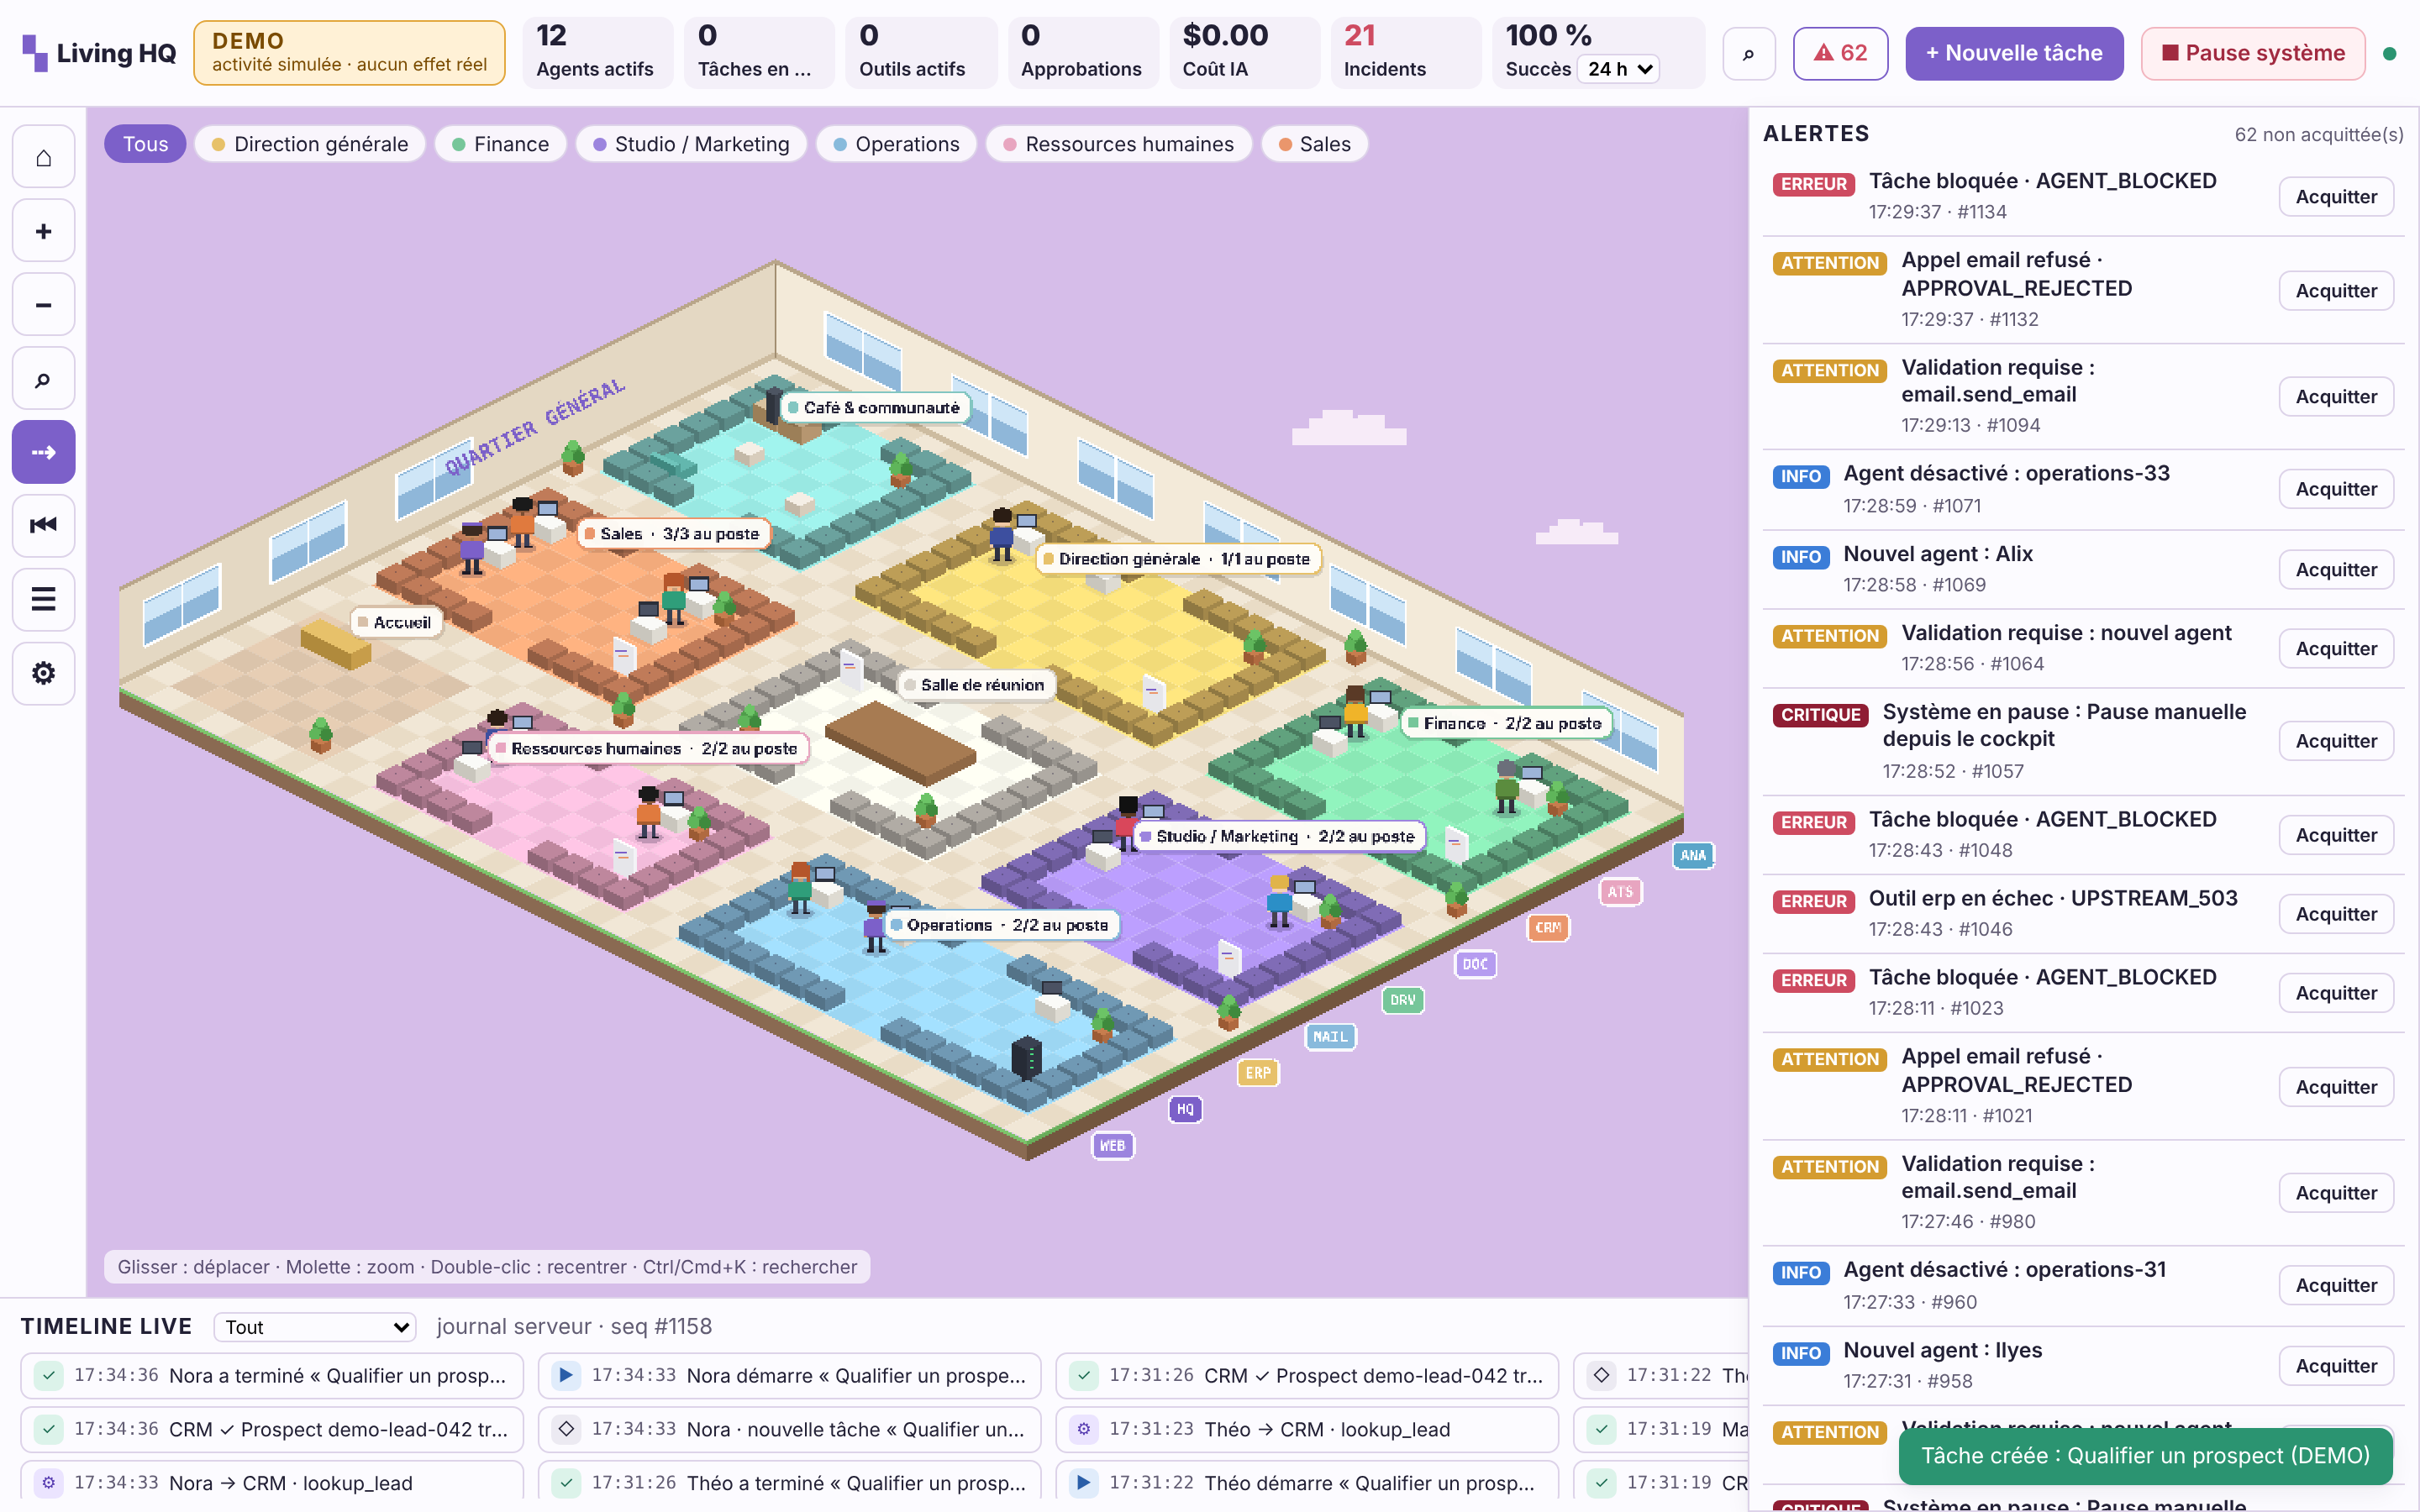 Living HQ
DEMO
activité simulée · aucun effet réel
12
Agents actifs
0
Tâches en ...
0
Outils actifs
0
Approbations
$0.00
Coût IA
21
Incidents
100 %
Succès 24 h
62
+ Nouvelle tâche
Pause système
Tous
Direction générale
Finance
Studio / Marketing
Operations
Ressources humaines
Sales
QUARTIER GÉNÉRAL
Café & communauté
Sales · 3/3 au poste
Direction générale · 1/1 au poste
Accueil
Salle de réunion
Finance · 2/2 au poste
Ressources humaines · 2/2 au poste
Studio / Marketing · 2/2 au poste
Operations · 2/2 au poste
ANA
ATS
CRM
DOC
DRV
MAIL
ERP
HQ
WEB
Glisser : déplacer · Molette : zoom · Double-clic : recentrer · Ctrl/Cmd+K : rechercher
ALERTES
62 non acquittée(s)
ERREUR Tâche bloquée · AGENT_BLOCKED
17:29:37 · #1134
Acquitter
ATTENTION Appel email refusé ·
APPROVAL_REJECTED
17:29:37 · #1132
Acquitter
ATTENTION Validation requise :
email.send_email
17:29:13 · #1094
Acquitter
INFO Agent désactivé : operations-33
17:28:59 · #1071
Acquitter
INFO Nouvel agent : Alix
17:28:58 · #1069
Acquitter
ATTENTION Validation requise : nouvel agent
17:28:56 · #1064
Acquitter
CRITIQUE Système en pause : Pause manuelle
depuis le cockpit
17:28:52 · #1057
Acquitter
ERREUR Tâche bloquée · AGENT_BLOCKED
17:28:43 · #1048
Acquitter
ERREUR Outil erp en échec · UPSTREAM_503
17:28:43 · #1046
Acquitter
ERREUR Tâche bloquée · AGENT_BLOCKED
17:28:11 · #1023
Acquitter
ATTENTION Appel email refusé ·
APPROVAL_REJECTED
17:28:11 · #1021
Acquitter
ATTENTION Validation requise :
email.send_email
17:27:46 · #980
Acquitter
INFO Agent désactivé : operations-31
17:27:33 · #960
Acquitter
INFO Nouvel agent : Ilyes
17:27:31 · #958
Acquitter
ATTENTION Validation requise : nouvel agent
Tâche créée : Qualifier un prospect (DEMO)
CRITIQUE Système en pause : Pause manuelle
TIMELINE LIVE Tout journal serveur · seq #1158
17:34:36 Nora a terminé « Qualifier un prosp...
17:34:33 Nora démarre « Qualifier un prospe...
17:31:26 CRM ✓ Prospect demo-lead-042 tr...
17:31:22 Th
17:34:36 CRM ✓ Prospect demo-lead-042 tr...
17:34:33 Nora · nouvelle tâche « Qualifier un...
17:31:23 Théo → CRM · lookup_lead
17:31:19 Ma
17:34:33 Nora → CRM · lookup_lead
17:31:26 Théo a terminé « Qualifier un prosp...
17:31:22 Théo démarre « Qualifier un prosp...
17:31:19 CR